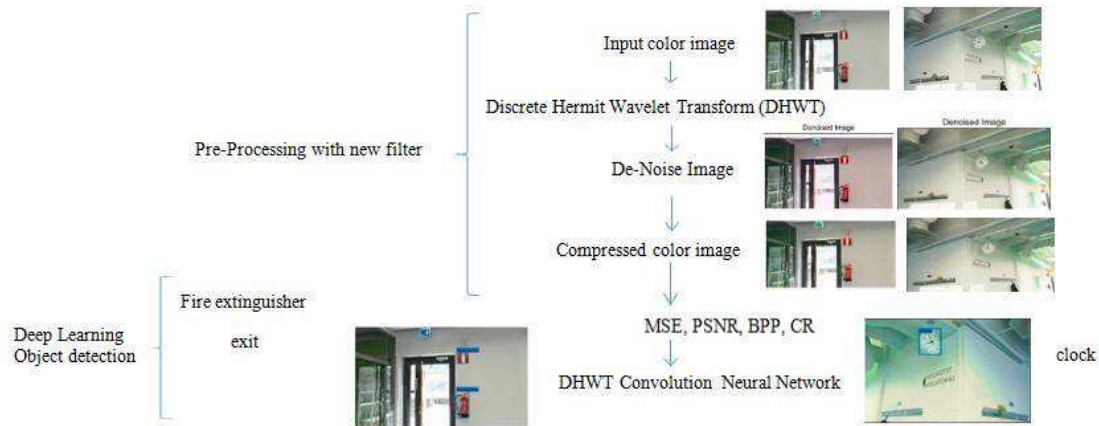 Input color image
Discrete Hermit Wavelet Transform (DHWT)
Denoised Image
Denoised Image
Pre-Processing with new filter
De-Noise Image
Compressed color image
Fire extinguisher
MSE, PSNR, BPP, CR
Deep Learning
Object detection
exit
clock
DHWT Convolution Neural Network